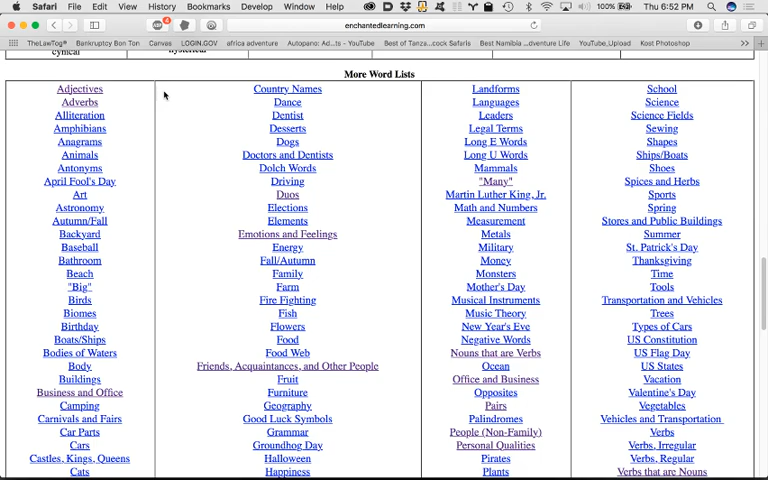 Safari File Edit View History Bookmarks Develop Window Help 100% Thu 6:52 PM
enchantedlearning.com
TheLawTog® Bankruptcy Bon Ton Canvas LOGIN.GOV africa adventure Autopano: Ad...ts - YouTube Best of Tanza...ock Safaris Best Namibia ...dventure Life YouTube_Upload Kost Photoshop
cynical hysterical
More Word Lists
Adjectives
Adverbs
Alliteration
Amphibians
Anagrams
Animals
Antonyms
April Fool's Day
Art
Astronomy
Autumn/Fall
Backyard
Baseball
Bathroom
Beach
"Big"
Birds
Biomes
Birthday
Boats/Ships
Bodies of Waters
Body
Buildings
Business and Office
Camping
Carnivals and Fairs
Car Parts
Cars
Castles, Kings, Queens
Cats
Country Names
Dance
Dentist
Desserts
Dogs
Doctors and Dentists
Dolch Words
Driving
Duos
Elections
Elements
Emotions and Feelings
Energy
Fall/Autumn
Family
Farm
Fire Fighting
Fish
Flowers
Food
Food Web
Friends, Acquaintances, and Other People
Fruit
Furniture
Geography
Good Luck Symbols
Grammar
Groundhog Day
Halloween
Happiness
Landforms
Languages
Leaders
Legal Terms
Long E Words
Long U Words
Mammals
"Many"
Martin Luther King, Jr.
Math and Numbers
Measurement
Metals
Military
Money
Monsters
Mother's Day
Musical Instruments
Music Theory
New Year's Eve
Negative Words
Nouns that are Verbs
Ocean
Office and Business
Opposites
Pairs
Palindromes
People (Non-Family)
Personal Qualities
Pirates
Plants
School
Science
Science Fields
Sewing
Shapes
Ships/Boats
Shoes
Spices and Herbs
Sports
Spring
Stores and Public Buildings
Summer
St. Patrick's Day
Thanksgiving
Time
Tools
Transportation and Vehicles
Trees
Types of Cars
US Constitution
US Flag Day
US States
Vacation
Valentine's Day
Vegetables
Vehicles and Transportation
Verbs
Verbs, Irregular
Verbs, Regular
Verbs that are Nouns